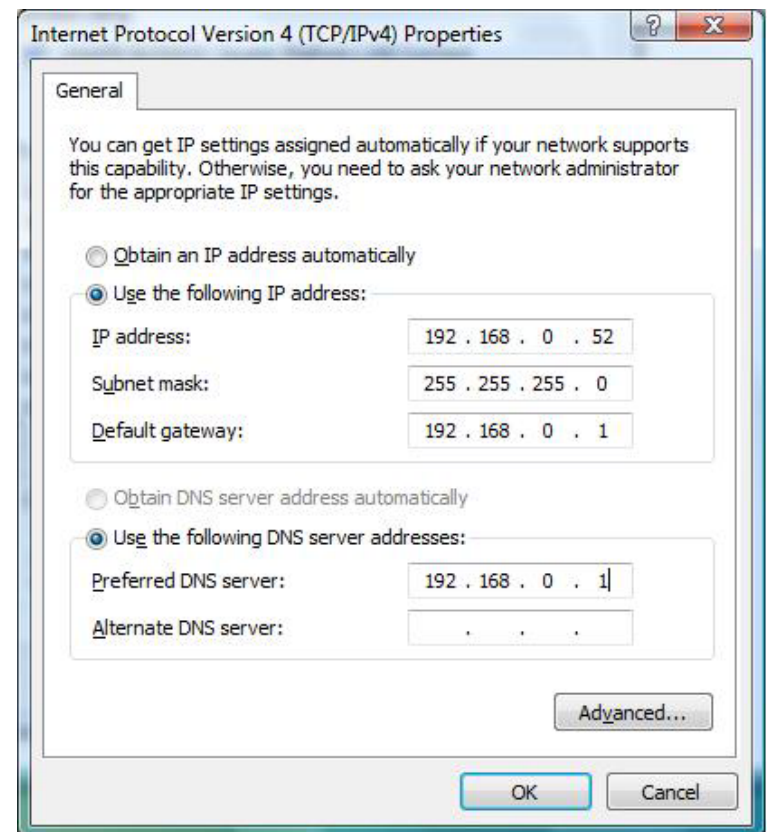 Internet Protocol Version 4 (TCP/IPv4) Properties
?
X
General
You can get IP settings assigned automatically if your network supports
this capability. Otherwise, you need to ask your network administrator
for the appropriate IP settings.
Obtain an IP address automatically
Use the following IP address:
IP address: 192 . 168 . 0 . 52
Subnet mask: 255 . 255 . 255 . 0
Default gateway: 192 . 168 . 0 . 1
Obtain DNS server address automatically
Use the following DNS server addresses:
Preferred DNS server: 192 . 168 . 0 . 1
Alternate DNS server: . . .
Advanced...
OK Cancel